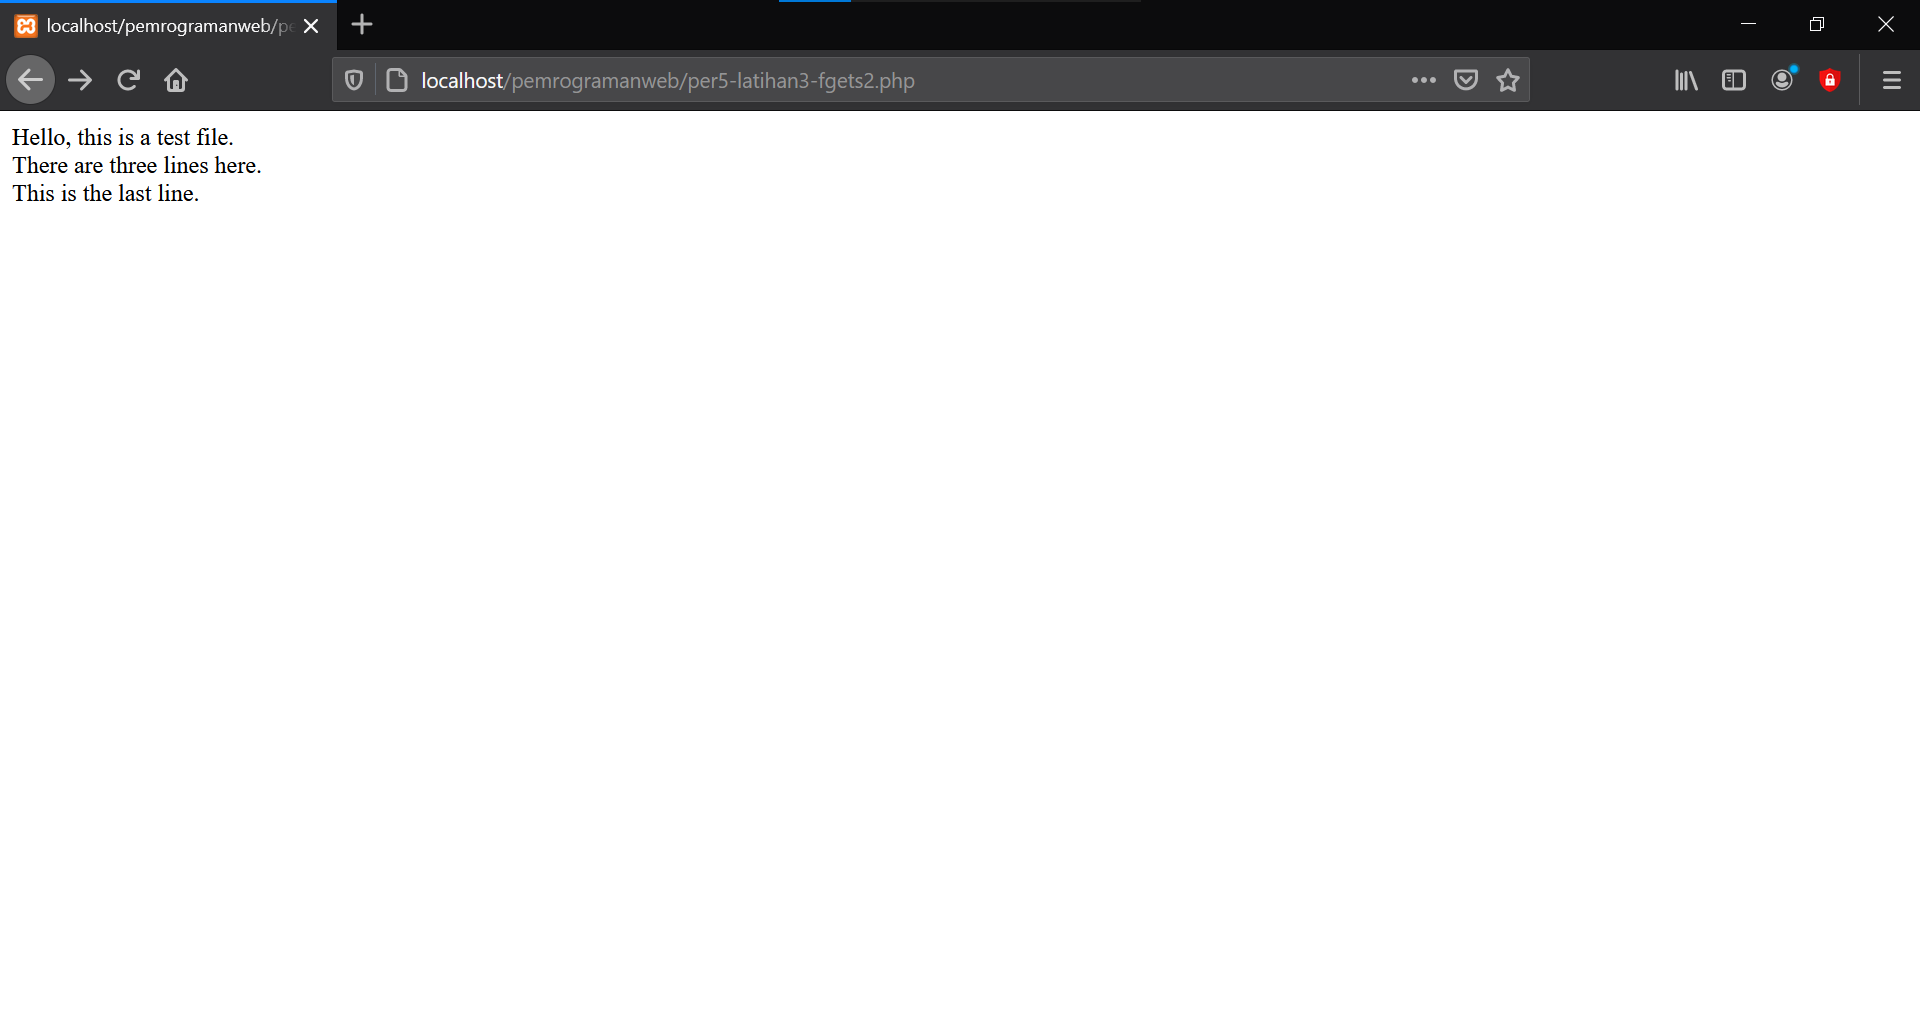 localhost/pemrogramanweb/pe
localhost/pemrogramanweb/per5-latihan3-fgets2.php
Hello, this is a test file.
There are three lines here.
This is the last line.